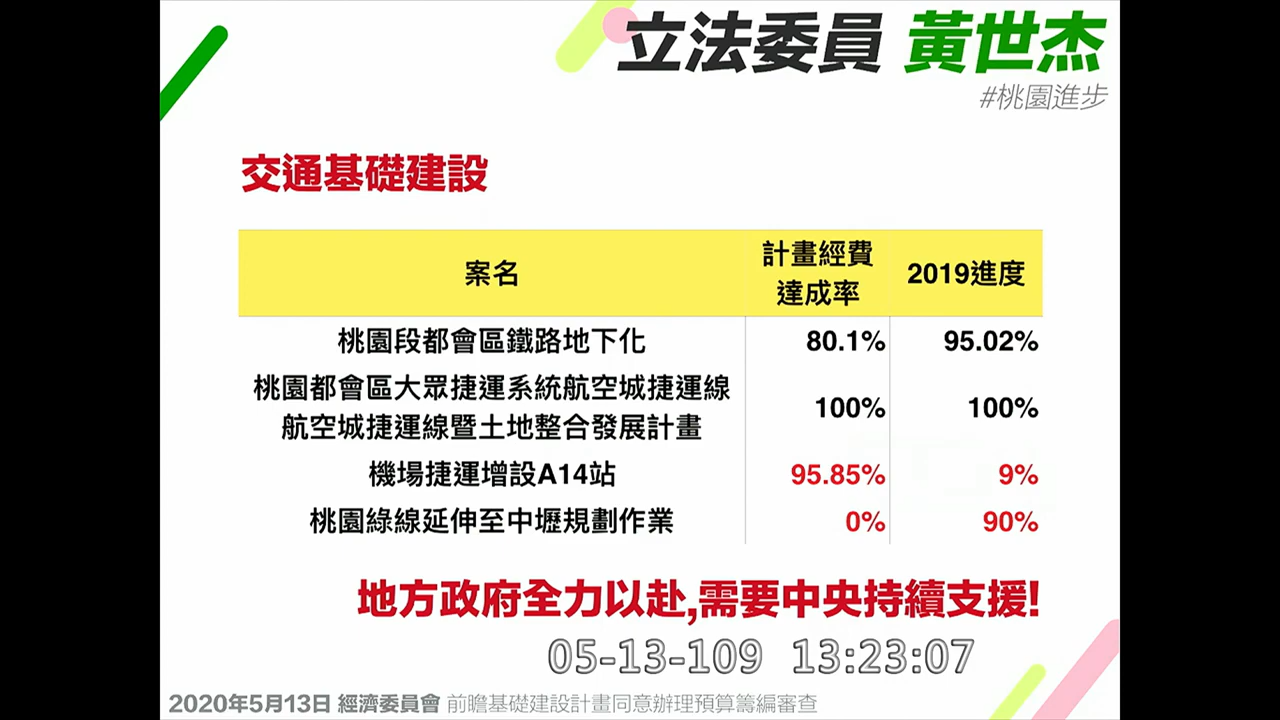 立法委員 黃世杰
#桃園進步
交通基礎建設
案名
計畫經費
達成率
2019進度
桃園段都會區鐵路地下化
80.1%
95.02%
桃園都會區大眾捷運系統航空城捷運線
航空城捷運線暨土地整合發展計畫
100%
100%
機場捷運增設A14站
95.85%
9%
桃園綠線延伸至中壢規劃作業
0%
90%
地方政府全力以赴,需要中央持續支援!
05-13-109 13:23:07
2020年5月13日 經濟委員會 前瞻基礎建設計畫同意辦理預算籌編審查